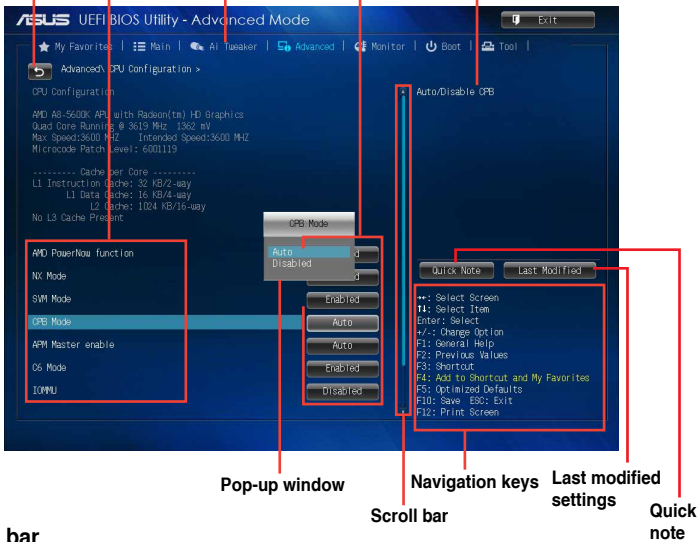 ASUS UEFI BIOS Utility - Advanced Mode
Exit
My Favorites | Main | Ai Tweaker | Advanced | Monitor | Boot | Tool |
Advanced\ CPU Configuration >
CPU Configuration
AMD A8-5600K APU with Radeon(tm) HD Graphics
Quad Core Running @ 3619 MHz 1362 mV
Max Speed:3600 MHZ Intended Speed:3600 MHZ
Microcode Patch Level: 6001119
--------- Cache per Core ---------
L1 Instruction Cache: 32 KB/2-way
L1 Data Cache: 16 KB/4-way
L2 Cache: 1024 KB/16-way
No L3 Cache Present
Auto/Disable CPB
CPB Mode
Auto
Disabled
AMD PowerNow function d
NX Mode d
SVM Mode Enabled
CPB Mode Auto
APM Master enable Auto
C6 Mode Enabled
IOMMU Disabled
Quick Note
Last Modified
→←: Select Screen
↑↓: Select Item
Enter: Select
+/-: Change Option
F1: General Help
F2: Previous Values
F3: Shortcut
F4: Add to Shortcut and My Favorites
F5: Optimized Defaults
F10: Save ESC: Exit
F12: Print Screen
Pop-up window
Scroll bar
Navigation keys
Last modified
settings
Quick
note
bar